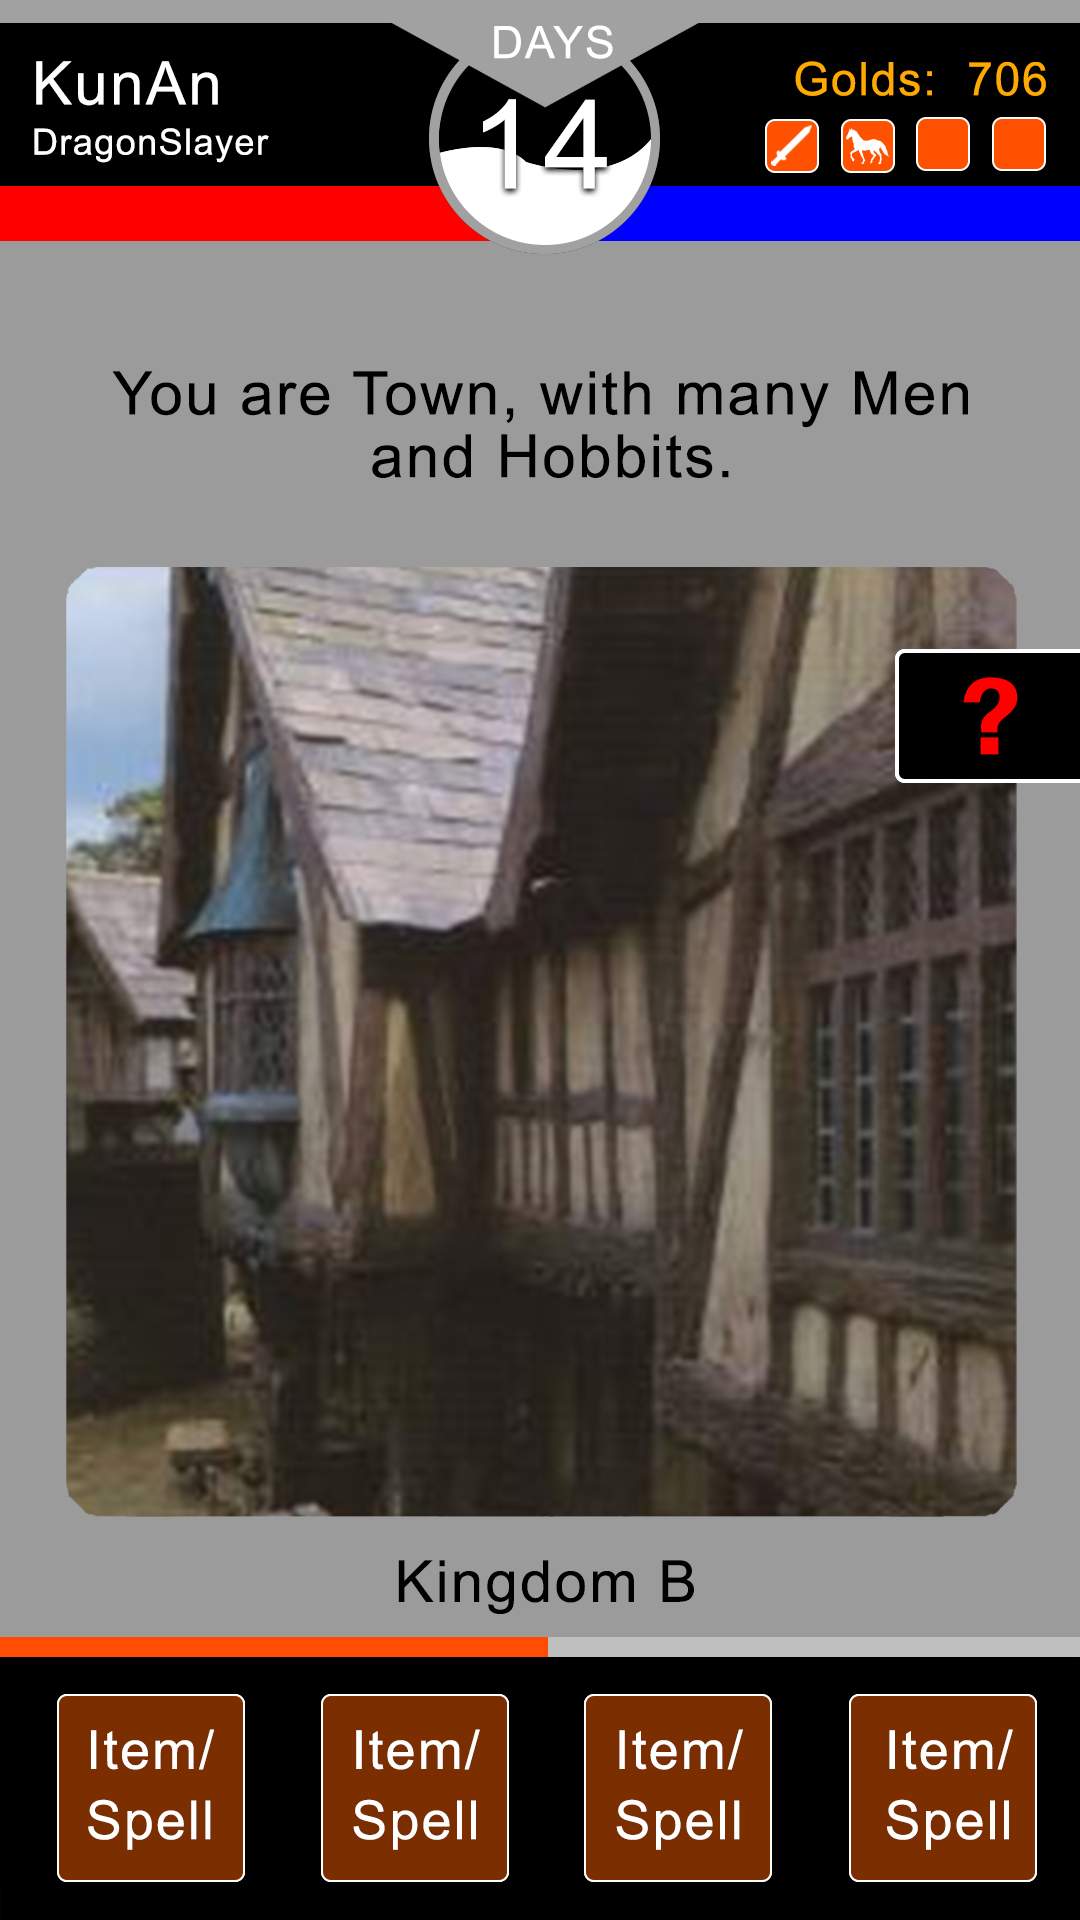 DAYS
KunAn
DragonSlayer
14
Golds: 706
You are Town, with many Men
and Hobbits.
?
Kingdom B
Item/
Spell
Item/
Spell
Item/
Spell
Item/
Spell